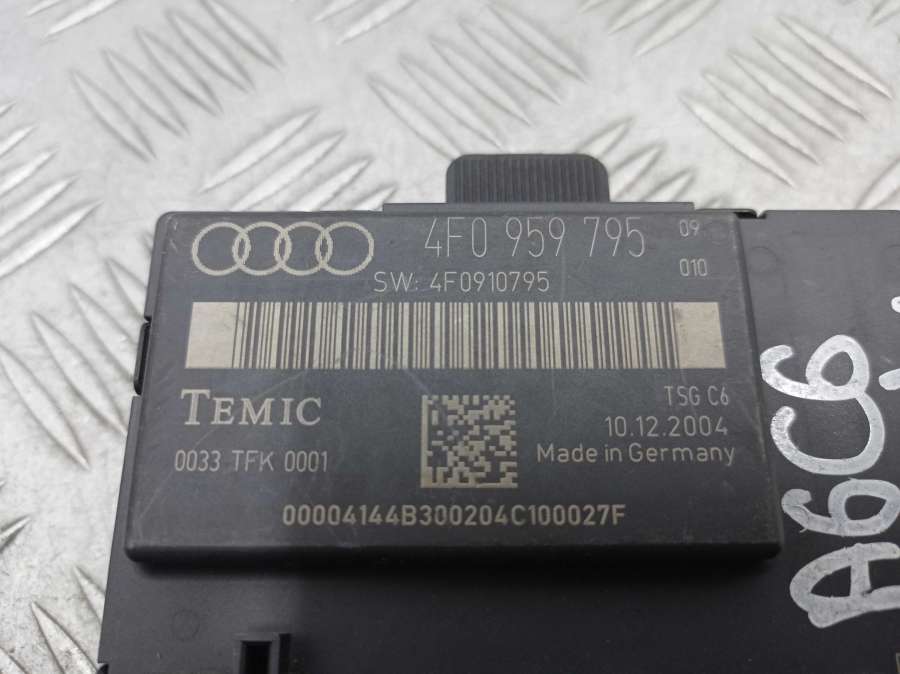 4F0 959 795 09
010
SW: 4F0910795
TEMIC
TSG C6
10.12.2004
0033 TFK 0001
Made in Germany
00004144B300204C100027F
A6C6